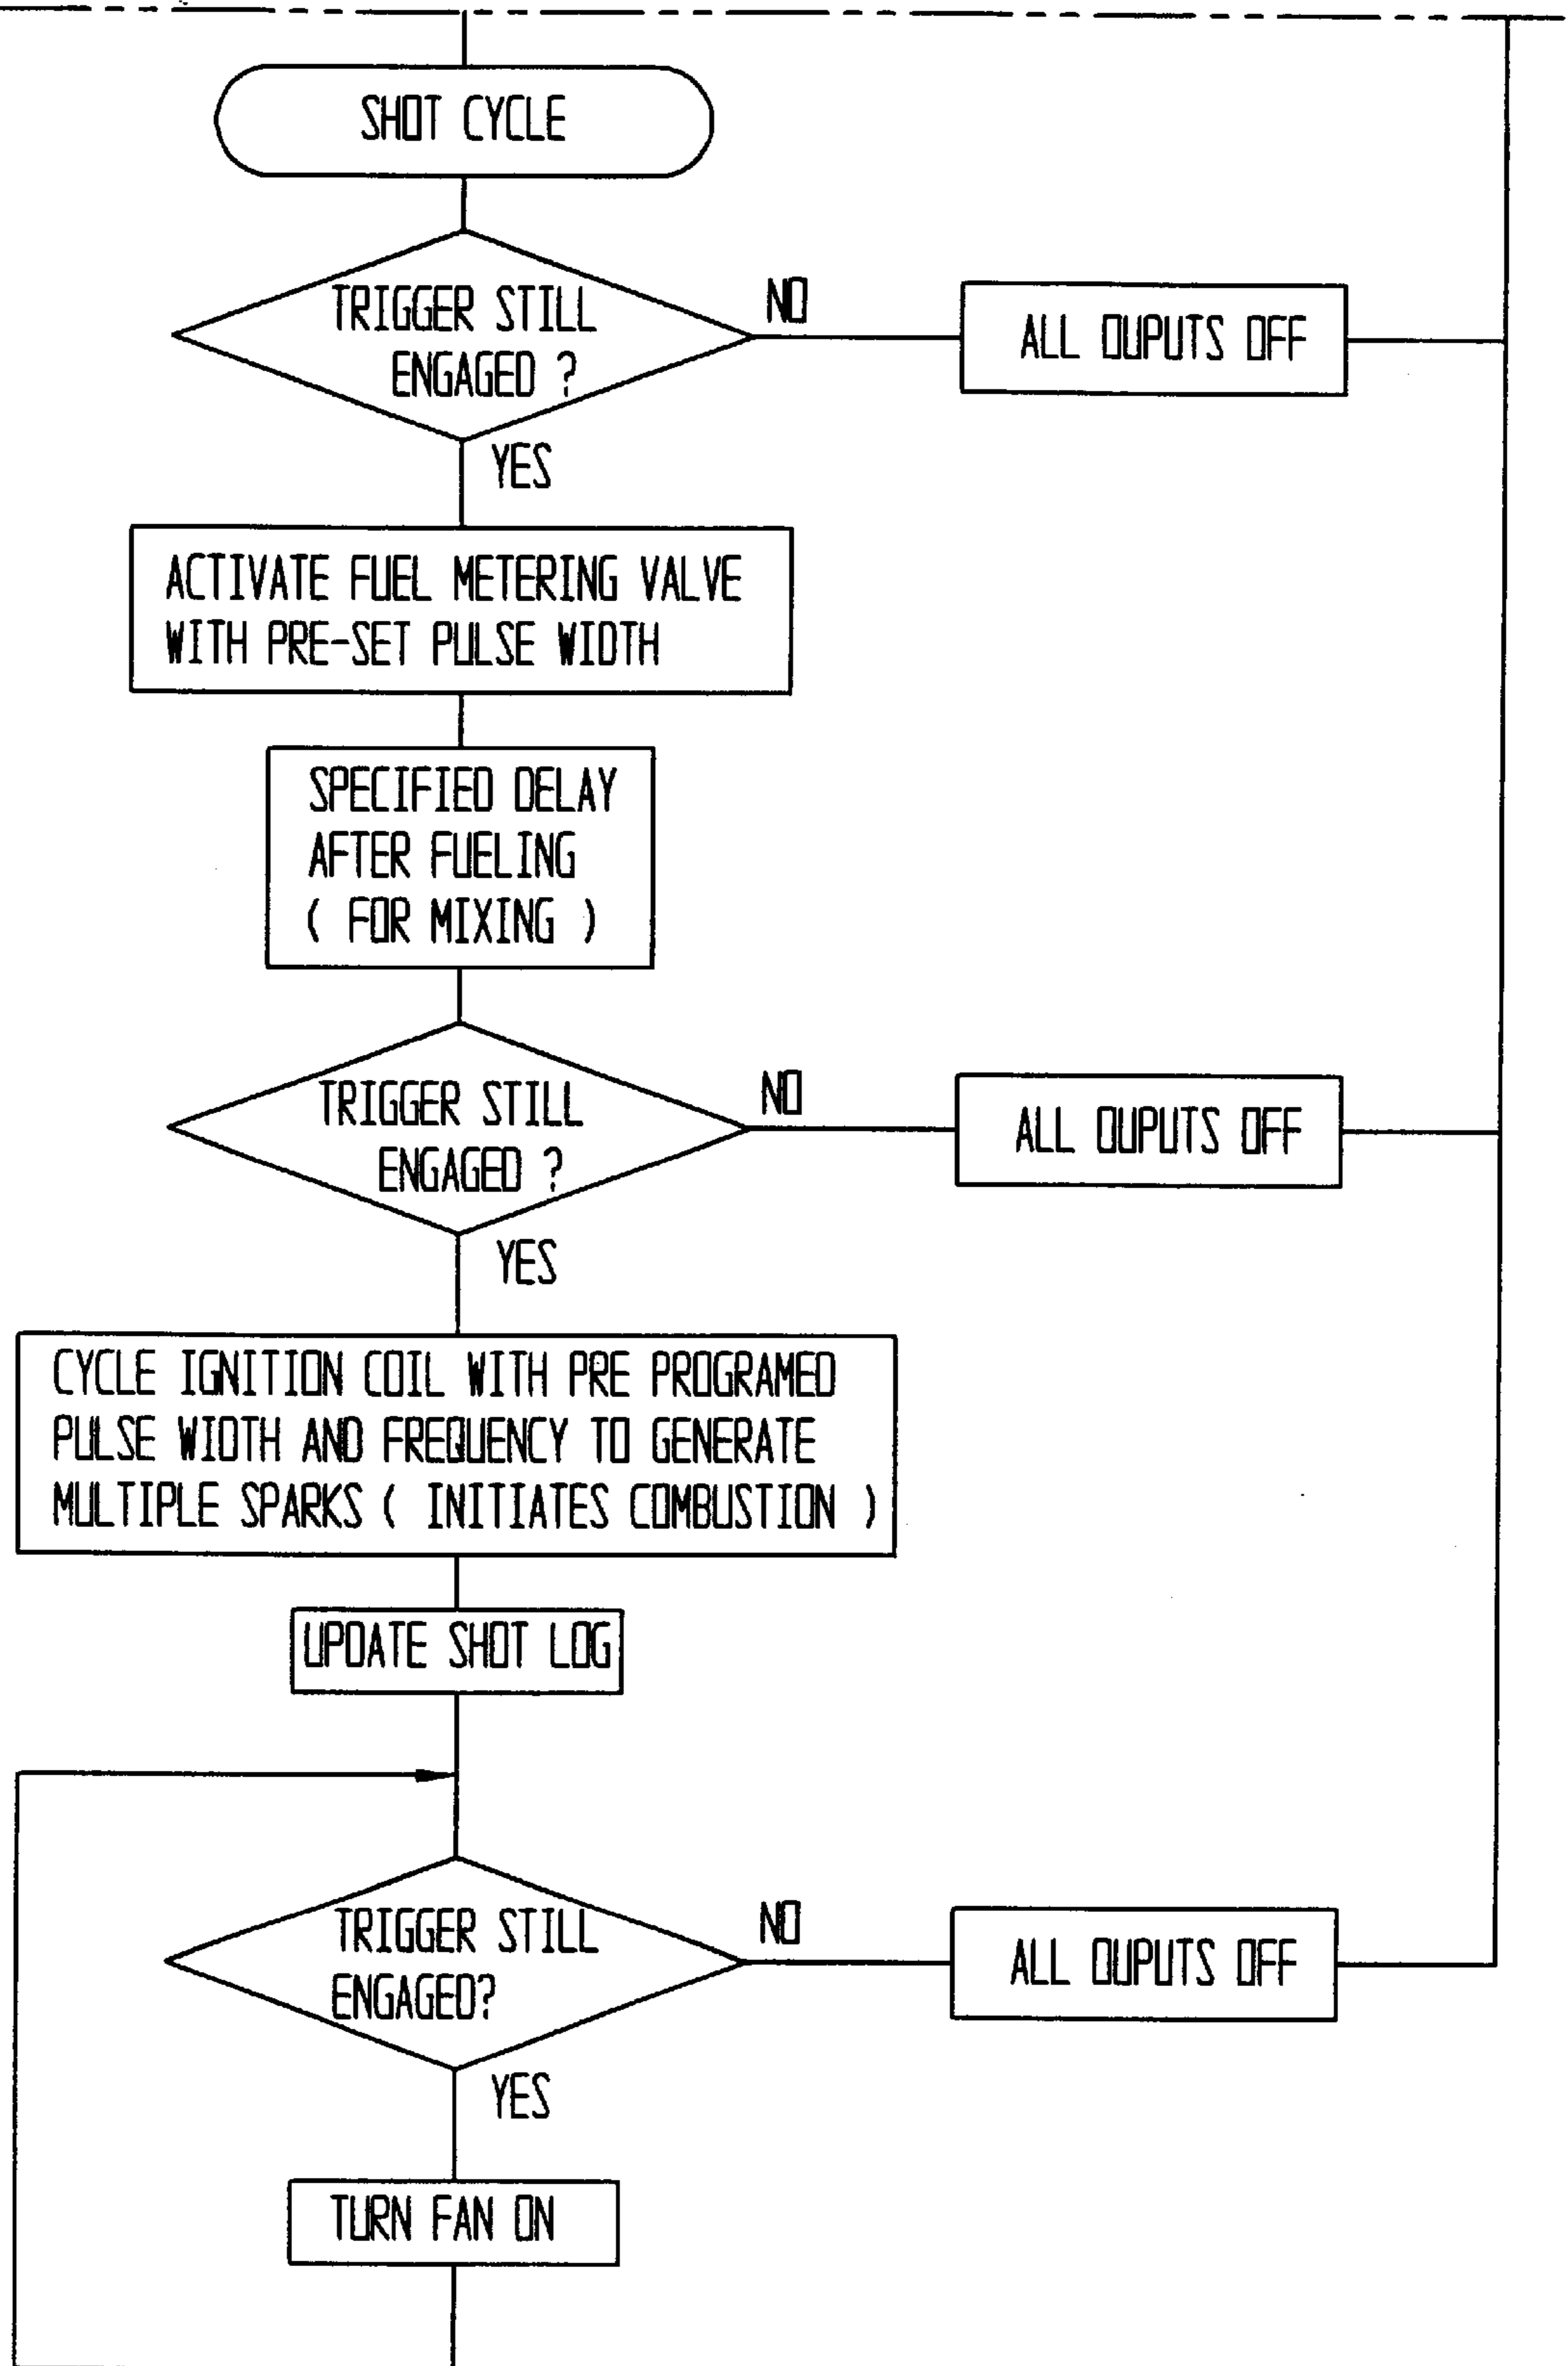 SHOT CYCLE
TRIGGER STILL
ENGAGED ?
NO
ALL OUPUTS OFF
YES
ACTIVATE FUEL METERING VALVE
WITH PRE-SET PULSE WIDTH
SPECIFIED DELAY
AFTER FUELING
( FOR MIXING )
TRIGGER STILL
ENGAGED ?
NO
ALL OUPUTS OFF
YES
CYCLE IGNITION COIL WITH PRE PROGRAMED
PULSE WIDTH AND FREQUENCY TO GENERATE
MULTIPLE SPARKS ( INITIATES COMBUSTION )
UPDATE SHOT LOG
TRIGGER STILL
ENGAGED?
NO
ALL OUPUTS OFF
YES
TURN FAN ON